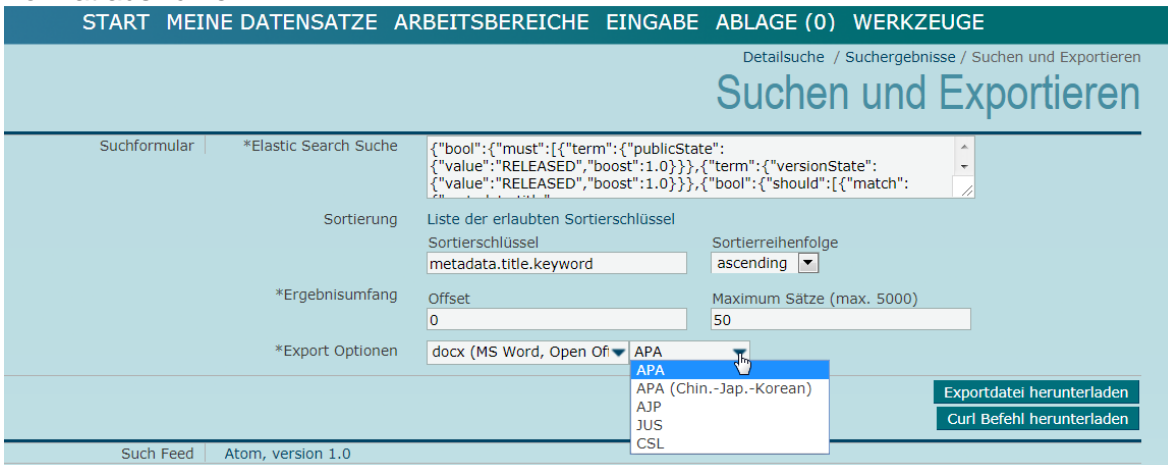 START MEINE DATENSÄTZE ARBEITSBEREICHE EINGABE ABLAGE (0) WERKZEUGE
Detailsuche / Suchergebnisse / Suchen und Exportieren
Suchen und Exportieren
Suchformular *Elastic Search Suche
{"bool":{"must":[{"term":{"publicState":
{"value":"RELEASED","boost":1.0}}},{"term":{"versionState":
{"value":"RELEASED","boost":1.0}}},{"bool":{"should":[{"match":
Sortierung Liste der erlaubten Sortierschlüssel
Sortierschlüssel Sortierreihenfolge
metadata.title.keyword ascending
*Ergebnisumfang Offset Maximum Sätze (max. 5000)
0 50
*Export Optionen docx (MS Word, Open Of APA
APA
APA (Chin.-Jap.-Korean)
AJP
JUS
CSL
Exportdatei herunterladen
Curl Befehl herunterladen
Such Feed Atom, version 1.0